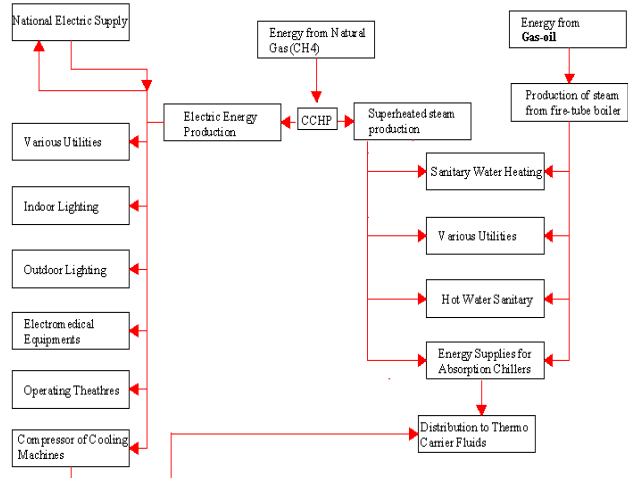 National Electric Supply
Energy from Natural
Gas (CH4)
Energy from
Gas-oil
Electric Energy
Production
CCHP
Superheated steam
production
Production of steam
from fire-tube boiler
Various Utilities
Indoor Lighting
Outdoor Lighting
Electromedical
Equipments
Operating Theathres
Compressor of Cooling
Machines
Sanitary Water Heating
Various Utilities
Hot Water Sanitary
Energy Supplies for
Absorption Chillers
Distribution to Thermo
Carrier Fluids